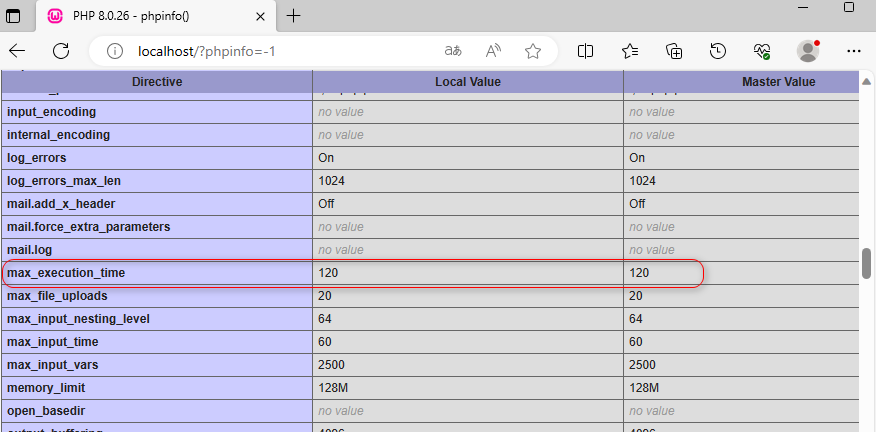 PHP 8.0.26 - phpinfo()
localhost/?phpinfo=-1
Directive Local Value Master Value
input_encoding no value no value
internal_encoding no value no value
log_errors On On
log_errors_max_len 1024 1024
mail.add_x_header Off Off
mail.force_extra_parameters no value no value
mail.log no value no value
max_execution_time 120 120
max_file_uploads 20 20
max_input_nesting_level 64 64
max_input_time 60 60
max_input_vars 2500 2500
memory_limit 128M 128M
open_basedir no value no value
output_buffering 4096 4096